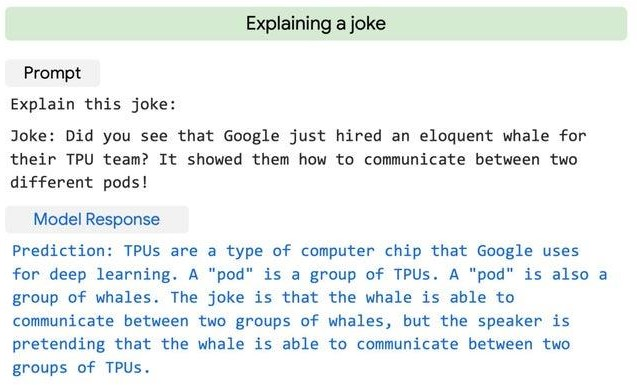 Explaining a joke
Prompt
Explain this joke:
Joke: Did you see that Google just hired an eloquent whale for
their TPU team? It showed them how to communicate between two
different pods!
Model Response
Prediction: TPUs are a type of computer chip that Google uses
for deep learning. A "pod" is a group of TPUs. A "pod" is also a
group of whales. The joke is that the whale is able to
communicate between two groups of whales, but the speaker is
pretending that the whale is able to communicate between two
groups of TPUs.